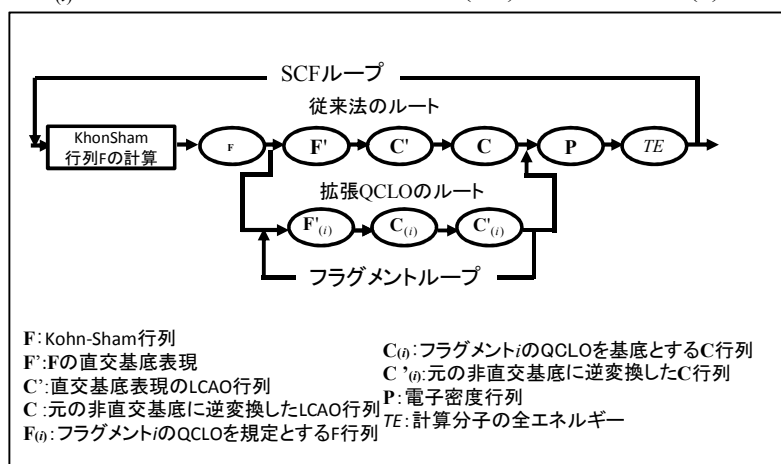 SCFループ
従来法のルート
KhonSham
行列Fの計算
F
F'
C'
C
P
TE
拡張QCLOのルート
F'(i)
C(i)
C'(i)
フラグメントループ
F:Kohn-Sham行列
F':Fの直交基底表現
C':直交基底表現のLCAO行列
C:元の非直交基底に逆変換したLCAO行列
F(i):フラグメントiのQCLOを規定とするF行列
C(i):フラグメントiのQCLOを基底とするC行列
C'(i):元の非直交基底に逆変換したC行列
P:電子密度行列
TE:計算分子の全エネルギー